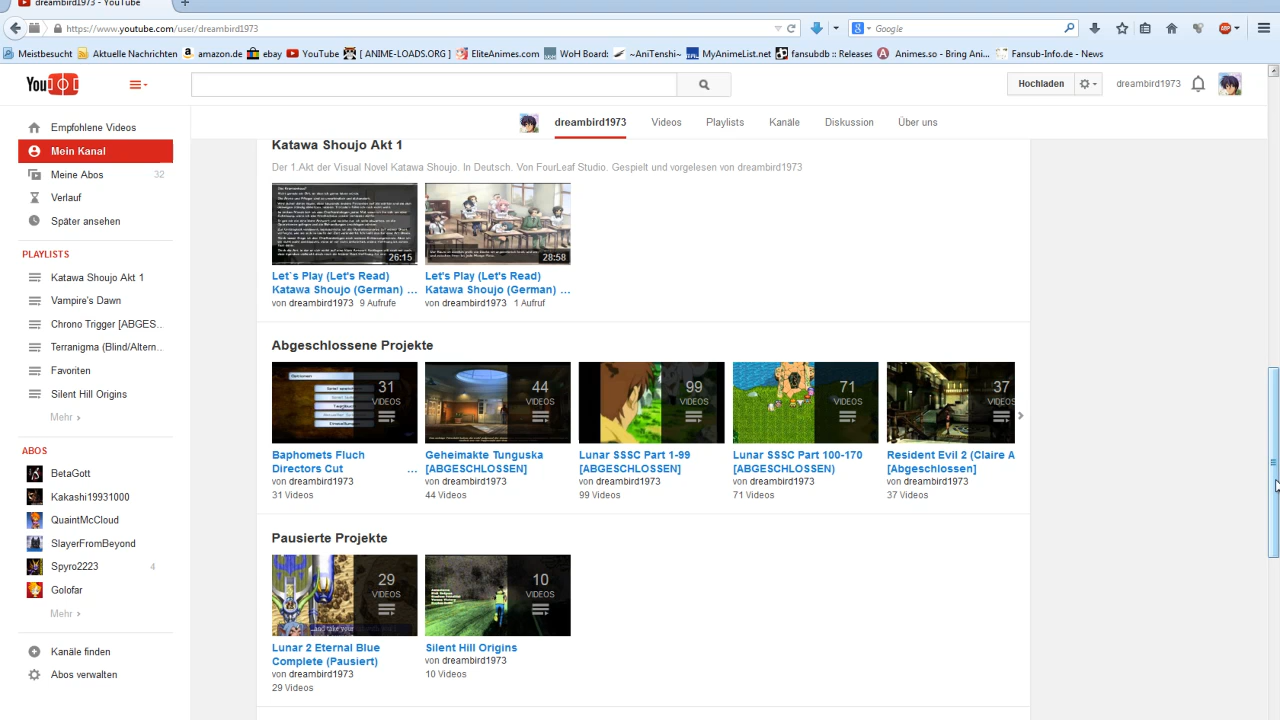 dreambird1973 - YouTube
https://www.youtube.com/user/dreambird1973
Google
Meistbesucht
Aktuelle Nachrichten
amazon.de
ebay
YouTube
[ ANIME-LOADS.ORG ]
EliteAnimes.com
WoH Board:
~AniTenshi~
MyAnimeList.net
fansubdb :: Releases
Animes.so - Bring Ani...
Fansub-Info.de - News
You
Hochladen
dreambird1973
dreambird1973
Videos
Playlists
Kanäle
Diskussion
Über uns
Empfohlene Videos
Mein Kanal
Meine Abos 32
Verlauf
Später ansehen
PLAYLISTS
Katawa Shoujo Akt 1
Vampire's Dawn
Chrono Trigger [ABGES...
Terranigma (Blind/Altern...
Favoriten
Silent Hill Origins
Mehr ›
ABOS
BetaGott
Kakashi19931000
QuaintMcCloud
SlayerFromBeyond
Spyro2223 4
Golofar
Mehr ›
Kanäle finden
Abos verwalten
Katawa Shoujo Akt 1
Der 1.Akt der Visual Novel Katawa Shoujo. In Deutsch. Von FourLeaf Studio. Gespielt und vorgelesen von dreambird1973
26:15
28:58
Let`s Play (Let's Read)
Katawa Shoujo (German) ...
von dreambird1973 9 Aufrufe
Let's Play (Let's Read)
Katawa Shoujo (German) ...
von dreambird1973 1 Aufruf
Abgeschlossene Projekte
31
VIDEOS
44
VIDEOS
99
VIDEOS
71
VIDEOS
37
VIDEOS
Baphomets Fluch
Directors Cut ...
von dreambird1973
31 Videos
Geheimakte Tunguska
[ABGESCHLOSSEN]
von dreambird1973
44 Videos
Lunar SSSC Part 1-99
[ABGESCHLOSSEN]
von dreambird1973
99 Videos
Lunar SSSC Part 100-170
[ABGESCHLOSSEN)
von dreambird1973
71 Videos
Resident Evil 2 (Claire A
[Abgeschlossen]
von dreambird1973
37 Videos
Pausierte Projekte
29
VIDEOS
10
VIDEOS
Lunar 2 Eternal Blue
Complete (Pausiert)
von dreambird1973
29 Videos
Silent Hill Origins
von dreambird1973
10 Videos